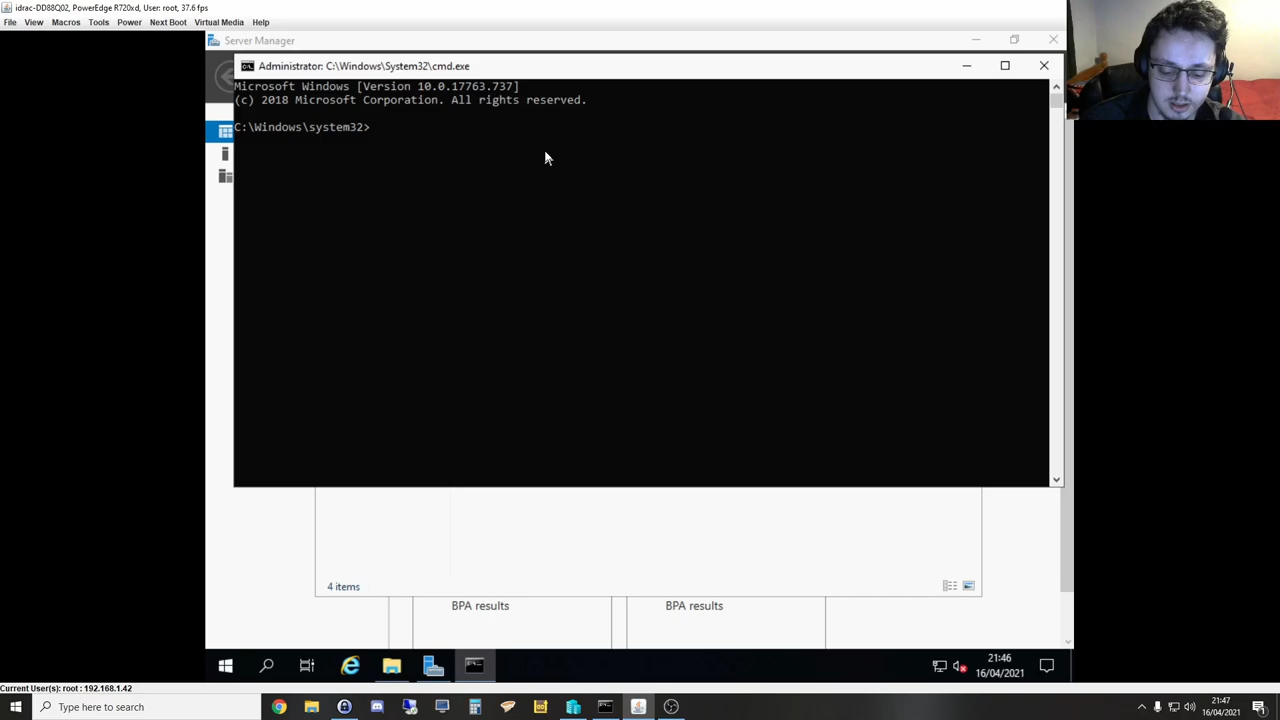 idrac-DD88Q02, PowerEdge R720xd, User: root, 37.6 fps
File View Macros Tools Power Next Boot Virtual Media Help
Server Manager
Administrator: C:\Windows\System32\cmd.exe
Microsoft Windows [Version 10.0.17763.737]
(c) 2018 Microsoft Corporation. All rights reserved.
C:\Windows\system32>
4 items
BPA results BPA results
21:46
16/04/2021
Current User(s): root : 192.168.1.42
Type here to search
21:47
16/04/2021